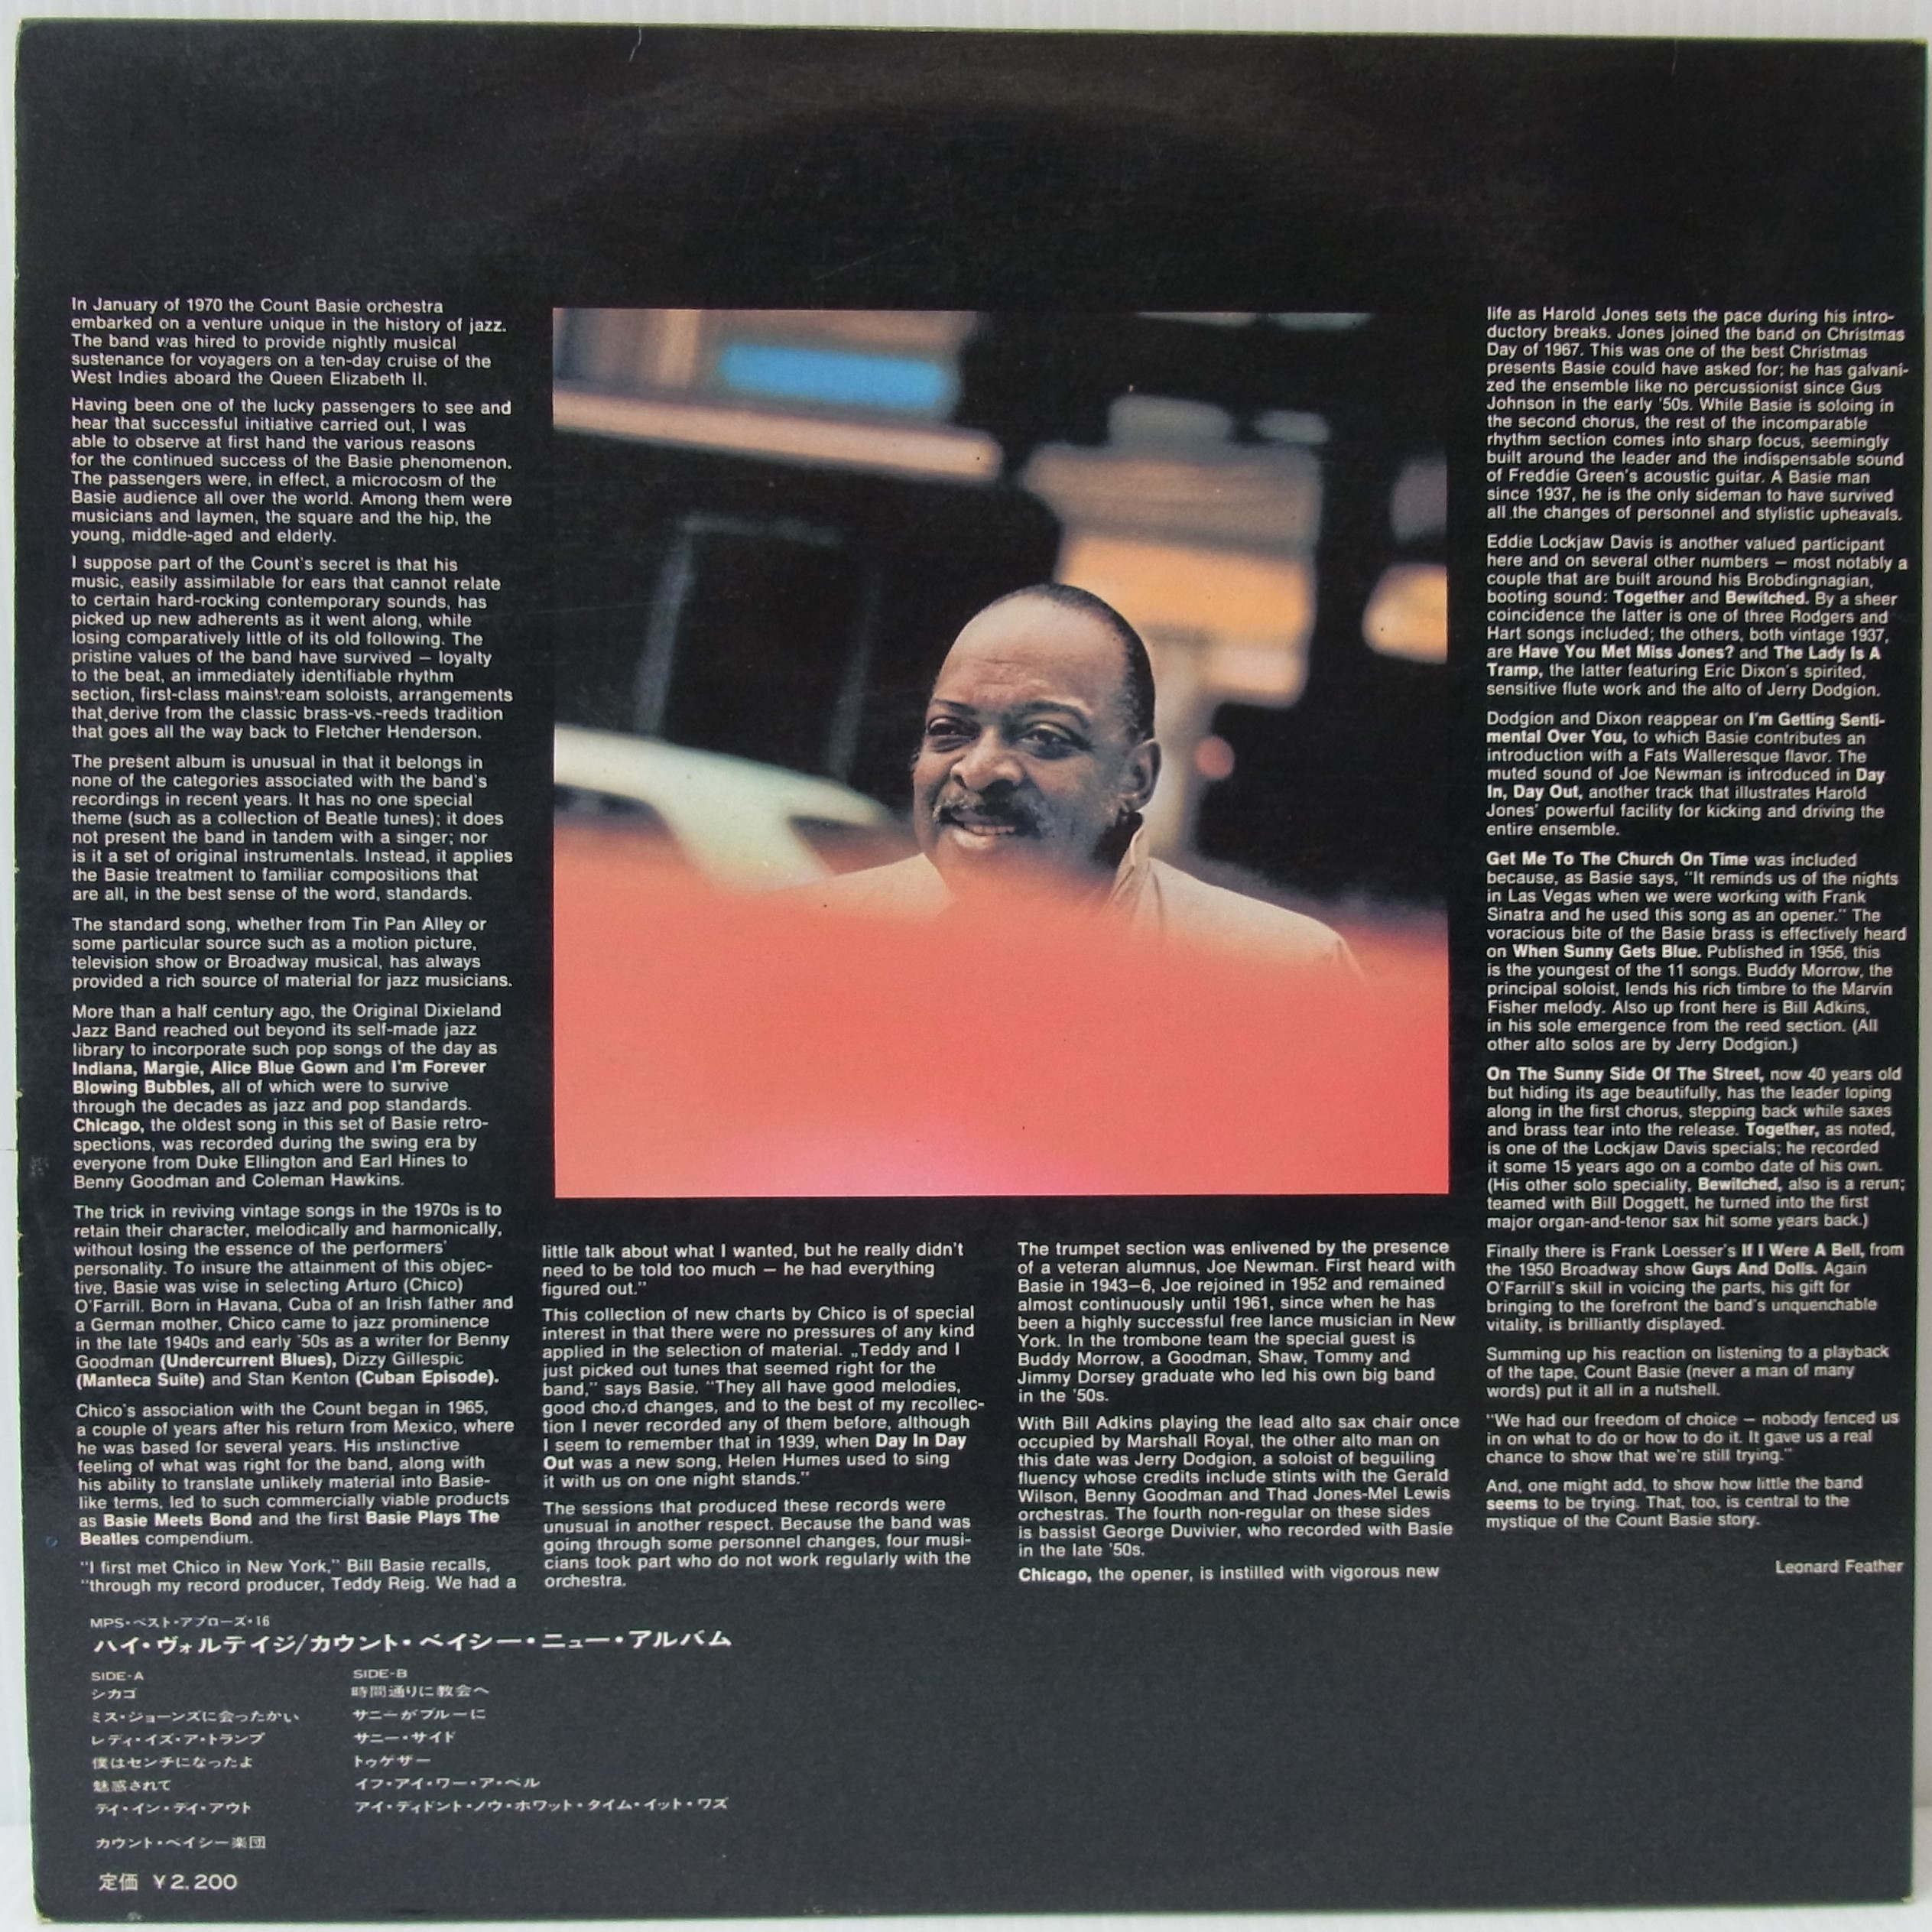 In January of 1970 the Count Basie orchestra
embarked on a venture unique in the history of jazz.
The band was hired to provide nightly musical
sustenance for voyagers on a ten-day cruise of the
West Indies aboard the Queen Elizabeth II.
Having been one of the lucky passengers to see and
hear that successful initiative carried out, I was
able to observe at first hand the various reasons
for the continued success of the Basie phenomenon.
The passengers were, in effect, a microcosm of the
Basie audience all over the world. Among them were
musicians and laymen, the square and the hip, the
young, middle-aged and elderly.
I suppose part of the Count's secret is that his
music, easily assimilable for ears that cannot relate
to certain hard-rocking contemporary sounds, has
picked up new adherents as it went along, while
losing comparatively little of its old following. The
pristine values of the band have survived – loyalty
to the beat, an immediately identifiable rhythm
section, first-class mainstream soloists, arrangements
that derive from the classic brass-vs.-reeds tradition
that goes all the way back to Fletcher Henderson.
The present album is unusual in that it belongs in
none of the categories associated with the band's
recordings in recent years. It has no one special
theme (such as a collection of Beatle tunes); it does
not present the band in tandem with a singer; nor
is it a set of original instrumentals. Instead, it applies
the Basie treatment to familiar compositions that
are all, in the best sense of the word, standards.
The standard song, whether from Tin Pan Alley or
some particular source such as a motion picture,
television show or Broadway musical, has always
provided a rich source of material for jazz musicians.
More than a half century ago, the Original Dixieland
Jazz Band reached out beyond its self-made jazz
library to incorporate such pop songs of the day as
Indiana, Margie, Alice Blue Gown and I'm Forever
Blowing Bubbles, all of which were to survive
through the decades as jazz and pop standards.
Chicago, the oldest song in this set of Basie retro-
spections, was recorded during the swing era by
everyone from Duke Ellington and Earl Hines to
Benny Goodman and Coleman Hawkins.
The trick in reviving vintage songs in the 1970s is to
retain their character, melodically and harmonically,
without losing the essence of the performers'
personality. To insure the attainment of this objec-
tive, Basie was wise in selecting Arturo (Chico)
O'Farrill. Born in Havana, Cuba of an Irish father and
a German mother, Chico came to jazz prominence
in the late 1940s and early '50s as a writer for Benny
Goodman (Undercurrent Blues), Dizzy Gillespie
(Manteca Suite) and Stan Kenton (Cuban Episode).
Chico's association with the Count began in 1965,
a couple of years after his return from Mexico, where
he was based for several years. His instinctive
feeling of what was right for the band, along with
his ability to translate unlikely material into Basie-
like terms, led to such commercially viable products
as Basie Meets Bond and the first Basie Plays The
Beatles compendium.
"I first met Chico in New York," Bill Basie recalls,
"through my record producer, Teddy Reig. We had a
little talk about what I wanted, but he really didn't
need to be told too much – he had everything
figured out."
This collection of new charts by Chico is of special
interest in that there were no pressures of any kind
applied in the selection of material. „Teddy and I
just picked out tunes that seemed right for the
band," says Basie. "They all have good melodies,
good chord changes, and to the best of my recollec-
tion I never recorded any of them before, although
I seem to remember that in 1939, when Day In Day
Out was a new song, Helen Humes used to sing
it with us on one night stands."
The sessions that produced these records were
unusual in another respect. Because the band was
going through some personnel changes, four musi-
cians took part who do not work regularly with the
orchestra.
The trumpet section was enlivened by the presence
of a veteran alumnus, Joe Newman. First heard with
Basie in 1943–6, Joe rejoined in 1952 and remained
almost continuously until 1961, since when he has
been a highly successful free lance musician in New
York. In the trombone team the special guest is
Buddy Morrow, a Goodman, Shaw, Tommy and
Jimmy Dorsey graduate who led his own big band
in the '50s.
With Bill Adkins playing the lead alto sax chair once
occupied by Marshall Royal, the other alto man on
this date was Jerry Dodgion, a soloist of beguiling
fluency whose credits include stints with the Gerald
Wilson, Benny Goodman and Thad Jones-Mel Lewis
orchestras. The fourth non-regular on these sides
is bassist George Duvivier, who recorded with Basie
in the late '50s.
Chicago, the opener, is instilled with vigorous new
life as Harold Jones sets the pace during his intro-
ductory breaks. Jones joined the band on Christmas
Day of 1967. This was one of the best Christmas
presents Basie could have asked for; he has galvani-
zed the ensemble like no percussionist since Gus
Johnson in the early '50s. While Basie is soloing in
the second chorus, the rest of the incomparable
rhythm section comes into sharp focus, seemingly
built around the leader and the indispensable sound
of Freddie Green's acoustic guitar. A Basie man
since 1937, he is the only sideman to have survived
all the changes of personnel and stylistic upheavals.
Eddie Lockjaw Davis is another valued participant
here and on several other numbers – most notably a
couple that are built around his Brobdingnagian,
booting sound: Together and Bewitched. By a sheer
coincidence the latter is one of three Rodgers and
Hart songs included; the others, both vintage 1937,
are Have You Met Miss Jones? and The Lady Is A
Tramp, the latter featuring Eric Dixon's spirited,
sensitive flute work and the alto of Jerry Dodgion.
Dodgion and Dixon reappear on I'm Getting Senti-
mental Over You, to which Basie contributes an
introduction with a Fats Walleresque flavor. The
muted sound of Joe Newman is introduced in Day
In, Day Out, another track that illustrates Harold
Jones' powerful facility for kicking and driving the
entire ensemble.
Get Me To The Church On Time was included
because, as Basie says, "It reminds us of the nights
in Las Vegas when we were working with Frank
Sinatra and he used this song as an opener." The
voracious bite of the Basie brass is effectively heard
on When Sunny Gets Blue. Published in 1956, this
is the youngest of the 11 songs. Buddy Morrow, the
principal soloist, lends his rich timbre to the Marvin
Fisher melody. Also up front here is Bill Adkins,
in his sole emergence from the reed section. (All
other alto solos are by Jerry Dodgion.)
On The Sunny Side Of The Street, now 40 years old
but hiding its age beautifully, has the leader loping
along in the first chorus, stepping back while saxes
and brass tear into the release. Together, as noted,
is one of the Lockjaw Davis specials; he recorded
it some 15 years ago on a combo date of his own.
(His other solo speciality, Bewitched, also is a rerun;
teamed with Bill Doggett, he turned into the first
major organ-and-tenor sax hit some years back.)
Finally there is Frank Loesser's If I Were A Bell, from
the 1950 Broadway show Guys And Dolls. Again
O'Farrill's skill in voicing the parts, his gift for
bringing to the forefront the band's unquenchable
vitality, is brilliantly displayed.
Summing up his reaction on listening to a playback
of the tape, Count Basie (never a man of many
words) put it all in a nutshell.
"We had our freedom of choice – nobody fenced us
in on what to do or how to do it. It gave us a real
chance to show that we're still trying."
And, one might add, to show how little the band
seems to be trying. That, too, is central to the
mystique of the Count Basie story.
Leonard Feather
MPS・ベスト・アプローズ・16
ハイ・ヴォルテイジ/カウント・ベイシー・ニュー・アルバム
SIDE-A
シカゴ
ミス・ジョーンズに会ったかい
レディ・イズ・ア・トランプ
僕はセンチになったよ
魅惑されて
デイ・イン・デイ・アウト
SIDE-B
時間通りに教会へ
サニーがブルーに
サニー・サイド
トゥゲザー
イフ・アイ・ワー・ア・ベル
アイ・ディドント・ノウ・ホワット・タイム・イット・ワズ
カウント・ベイシー楽団
定価 ¥2,200